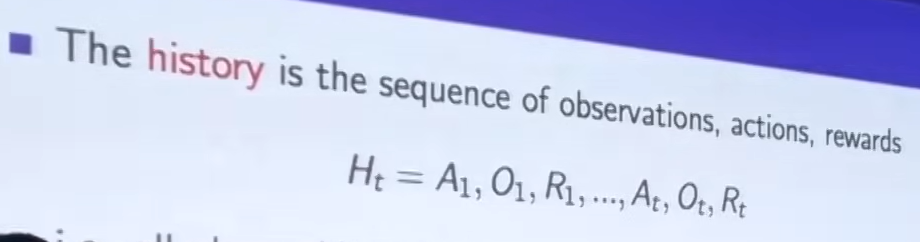 The history is the sequence of observations, actions, rewards
Hₜ = A₁, O₁, R₁, ..., Aₜ, Oₜ, Rₜ